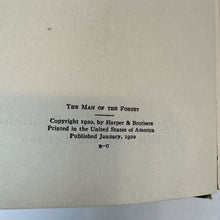 THE MAN OF THE FOREST
Copyright 1920, by Harper & Brothers
Printed in the United States of America
Published January, 1920
B-U